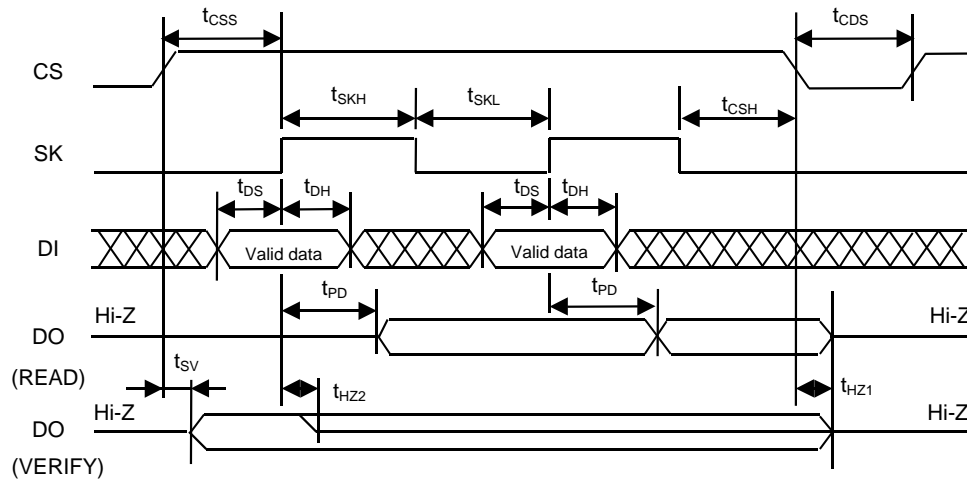 tCSS
tCDS
CS
tSKH
tSKL
tCSH
SK
tDS
tDH
tDS
tDH
DI
Valid data
Valid data
tPD
tPD
Hi-Z
Hi-Z
DO
(READ)
tSV
tHZ2
tHZ1
Hi-Z
Hi-Z
DO
(VERIFY)